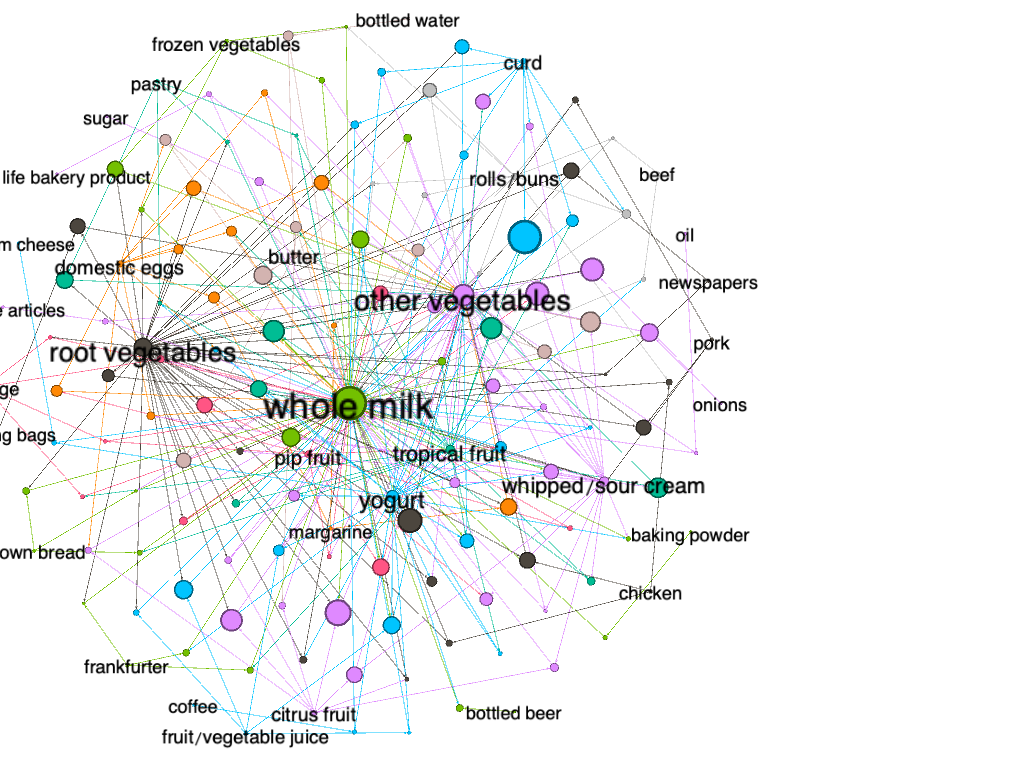 bottled water
frozen vegetables
curd
pastry
sugar
beef
life bakery product
rolls/buns
oil
m cheese
butter
domestic eggs
newspapers
other vegetables
articles
pork
root vegetables
ge
onions
whole milk
g bags
tropical fruit
pip fruit
whipped/sour cream
yogurt
margarine
baking powder
own bread
chicken
frankfurter
coffee
bottled beer
citrus fruit
fruit/vegetable juice